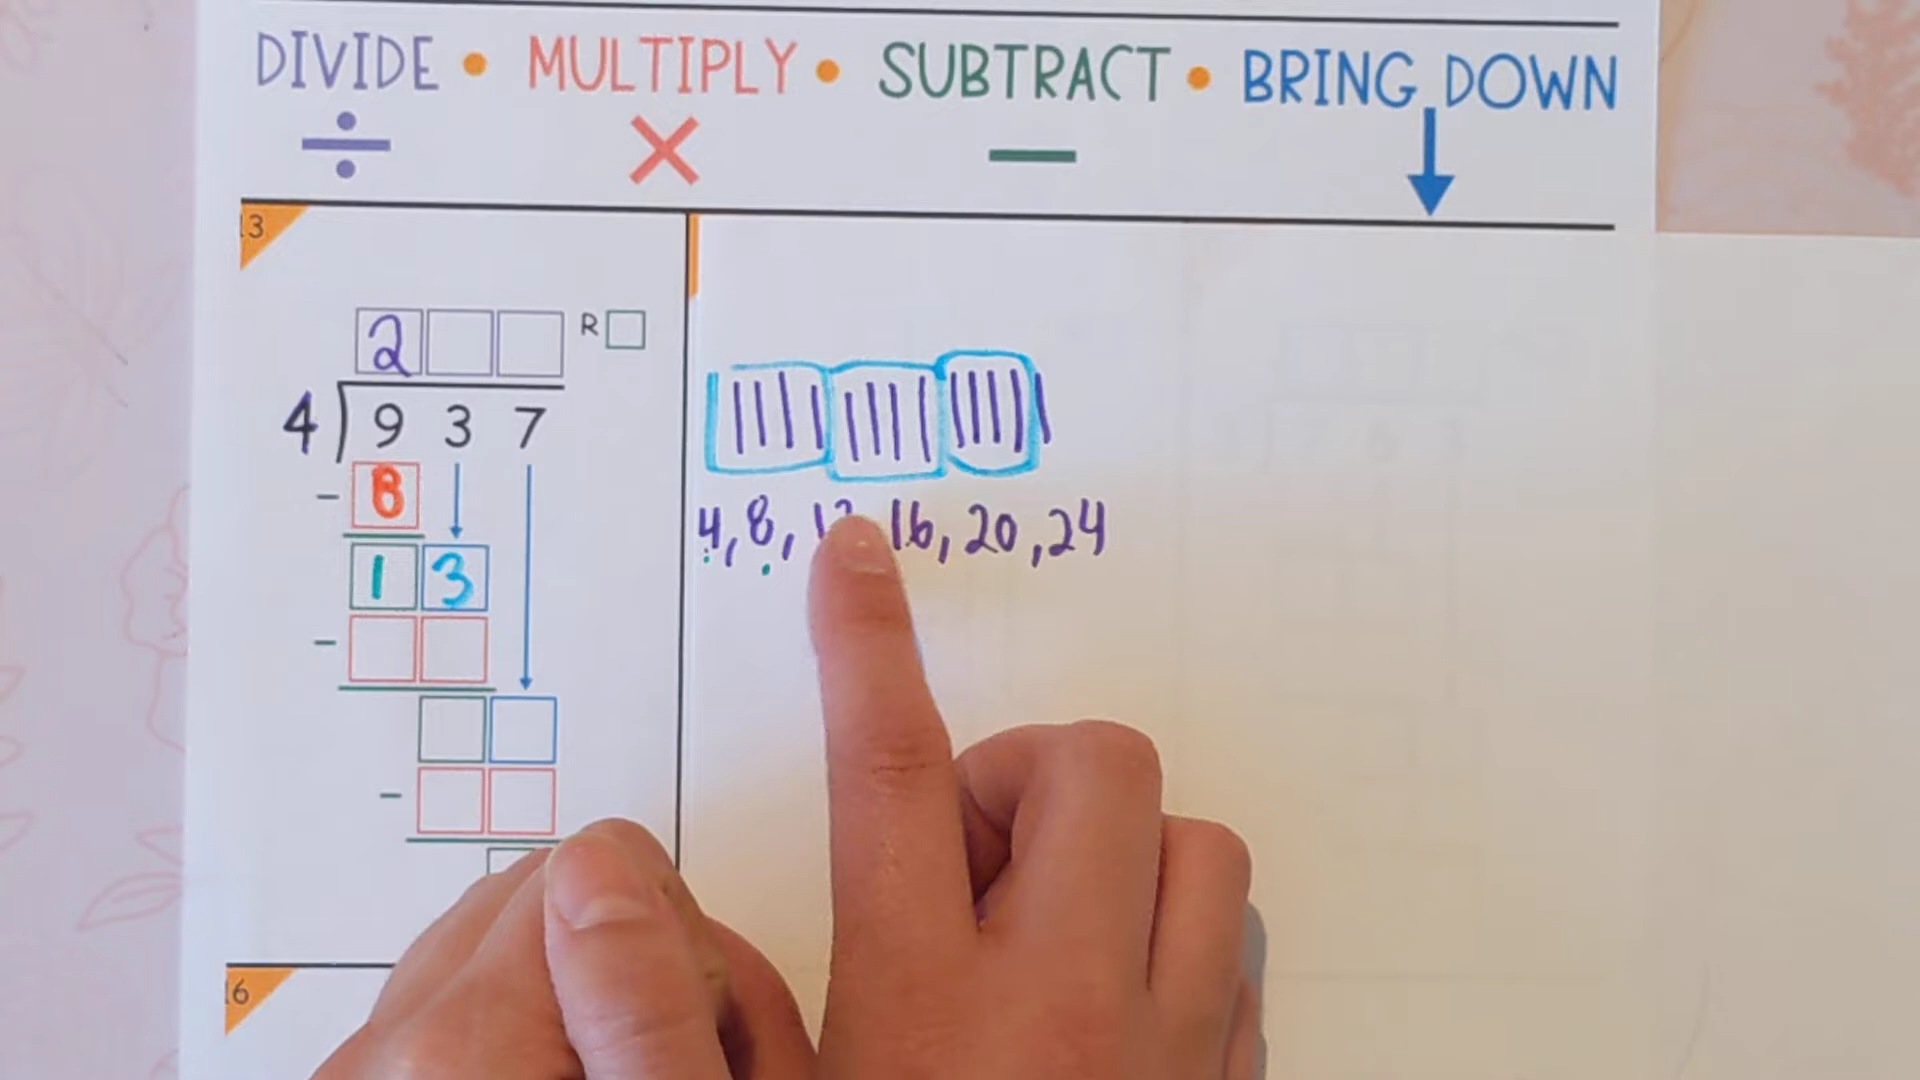 DIVIDE • MULTIPLY • SUBTRACT • BRING DOWN
÷ × −
13
2 R
4 9 3 7
- 8
4, 8, 12, 16, 20, 24
1 3
-
-
16